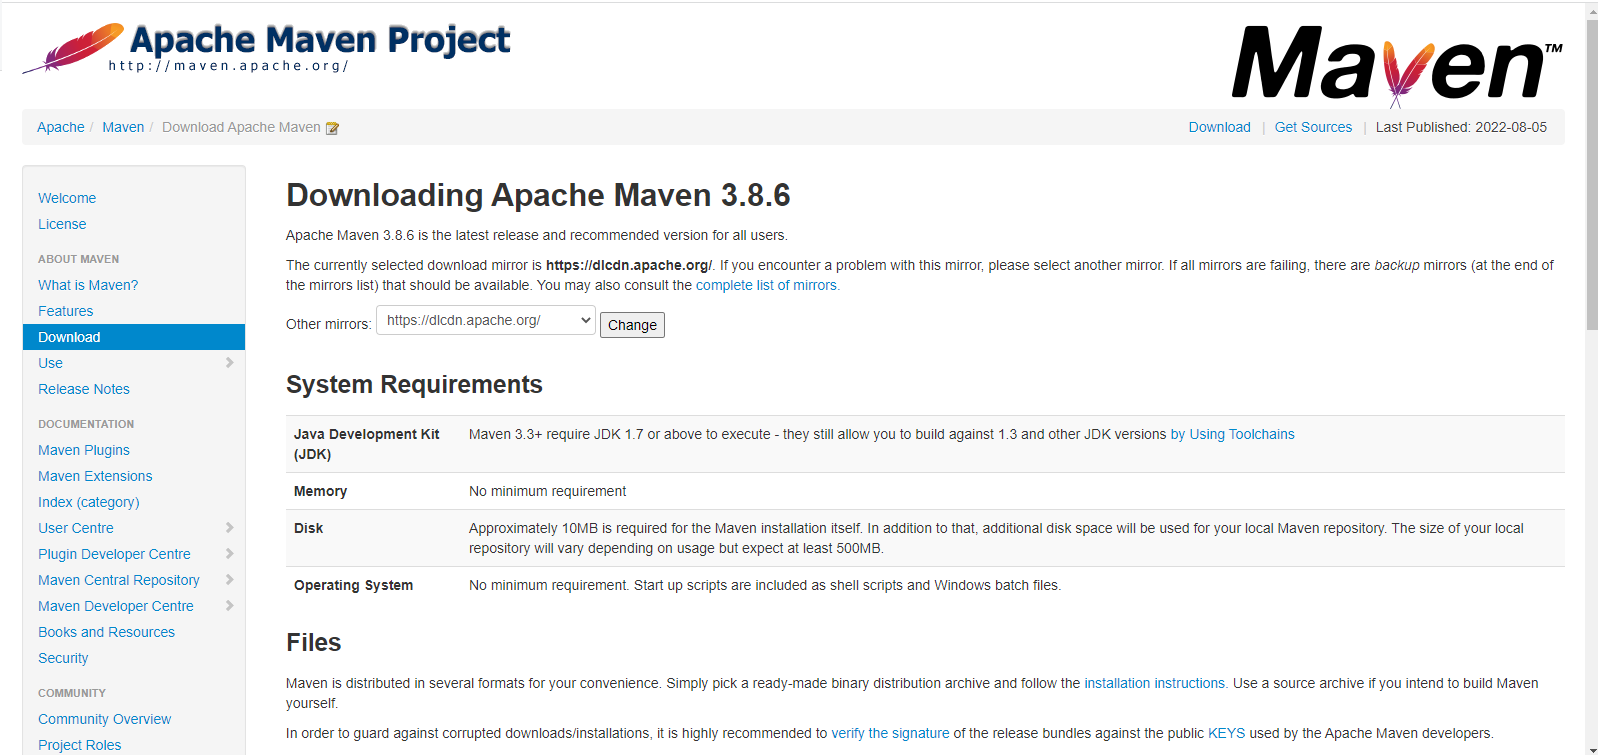 Apache Maven Project
http://maven.apache.org/
Maven™
Apache / Maven / Download Apache Maven
Download | Get Sources | Last Published: 2022-08-05
Welcome
License
ABOUT MAVEN
What is Maven?
Features
Download
Use
Release Notes
DOCUMENTATION
Maven Plugins
Maven Extensions
Index (category)
User Centre
Plugin Developer Centre
Maven Central Repository
Maven Developer Centre
Books and Resources
Security
COMMUNITY
Community Overview
Project Roles
Downloading Apache Maven 3.8.6
Apache Maven 3.8.6 is the latest release and recommended version for all users.
The currently selected download mirror is https://dlcdn.apache.org/. If you encounter a problem with this mirror, please select another mirror. If all mirrors are failing, there are backup mirrors (at the end of
the mirrors list) that should be available. You may also consult the complete list of mirrors.
Other mirrors: https://dlcdn.apache.org/ Change
System Requirements
Java Development Kit Maven 3.3+ require JDK 1.7 or above to execute - they still allow you to build against 1.3 and other JDK versions by Using Toolchains
(JDK)
Memory No minimum requirement
Disk Approximately 10MB is required for the Maven installation itself. In addition to that, additional disk space will be used for your local Maven repository. The size of your local
repository will vary depending on usage but expect at least 500MB.
Operating System No minimum requirement. Start up scripts are included as shell scripts and Windows batch files.
Files
Maven is distributed in several formats for your convenience. Simply pick a ready-made binary distribution archive and follow the installation instructions. Use a source archive if you intend to build Maven
yourself.
In order to guard against corrupted downloads/installations, it is highly recommended to verify the signature of the release bundles against the public KEYS used by the Apache Maven developers.